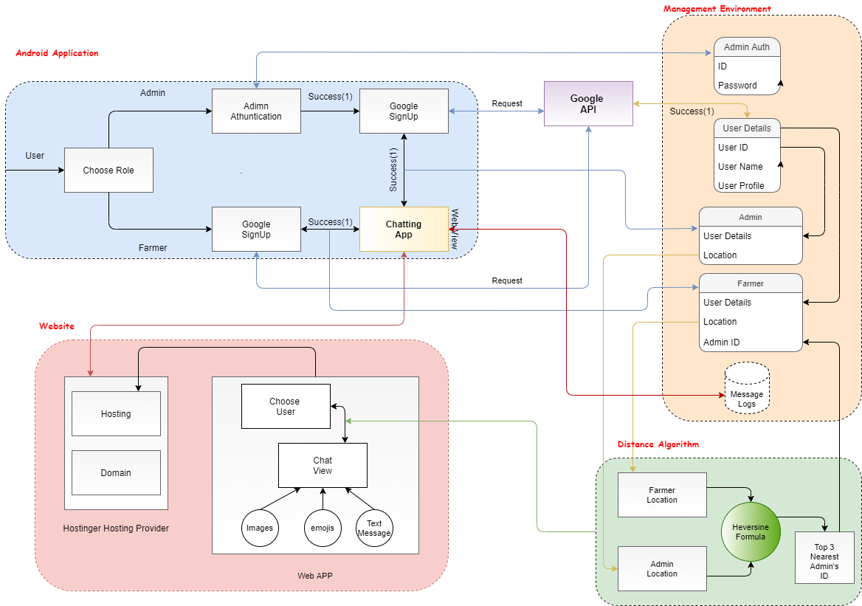 Management Environment
Android Application
Admin Auth
ID
Password
Admin
Adimn
Athuntication
Success(1)
Google
SignUp
Request
Google
API
Success(1)
User Details
User ID
User Name
User Profile
User
Choose Role
Success(1)
Farmer
Google
SignUp
Success(1)
Chatting
App
Web View
Admin
User Details
Location
Request
Farmer
User Details
Location
Admin ID
Message
Logs
Website
Hosting
Domain
Hostinger Hosting Provider
Choose
User
Chat
View
Images
emojis
Text
Message
Web APP
Distance Algorithm
Farmer
Location
Heversine
Formula
Admin
Location
Top 3
Nearest
Admin's
ID